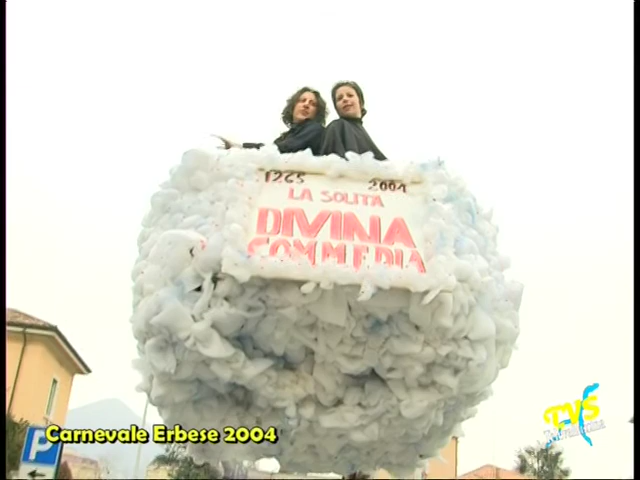 1265 2004
LA SOLITA
DIVINA
COMMEDIA
P
Carnevale Erbese 2004
TVS